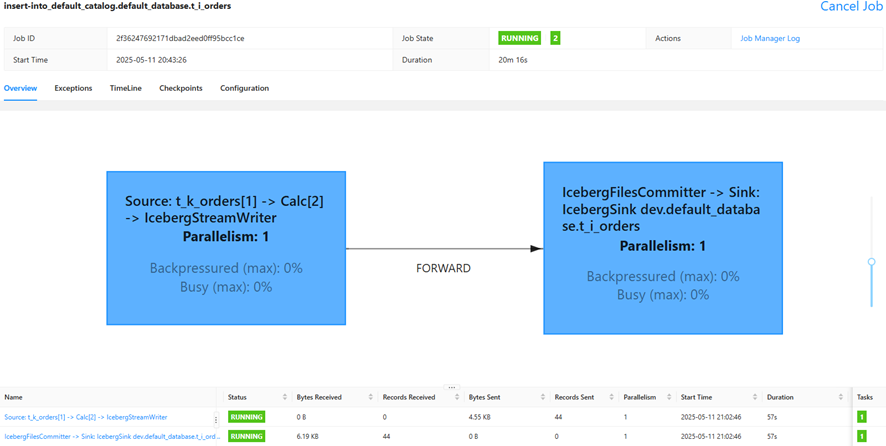 insert-into_default_catalog.default_database.t_i_orders
Cancel Job
Job ID 2f36247692171dbad2eed0ff95bcc1ce Job State RUNNING 2 Actions Job Manager Log
Start Time 2025-05-11 20:43:26 Duration 20m 16s
Overview Exceptions TimeLine Checkpoints Configuration
Source: t_k_orders[1] -> Calc[2]
-> IcebergStreamWriter
Parallelism: 1
Backpressured (max): 0%
Busy (max): 0%
FORWARD
IcebergFilesCommitter -> Sink:
IcebergSink dev.default_databa
se.t_i_orders
Parallelism: 1
Backpressured (max): 0%
Busy (max): 0%
Name Status Bytes Received Records Received Bytes Sent Records Sent Parallelism Start Time Duration Tasks
Source: t_k_orders[1] -> Calc[2] -> IcebergStreamWriter RUNNING 0 B 0 4.55 KB 44 1 2025-05-11 21:02:46 57s 1
IcebergFilesCommitter -> Sink: IcebergSink dev.default_database.t_i_ord... RUNNING 6.19 KB 44 0 B 0 1 2025-05-11 21:02:46 57s 1